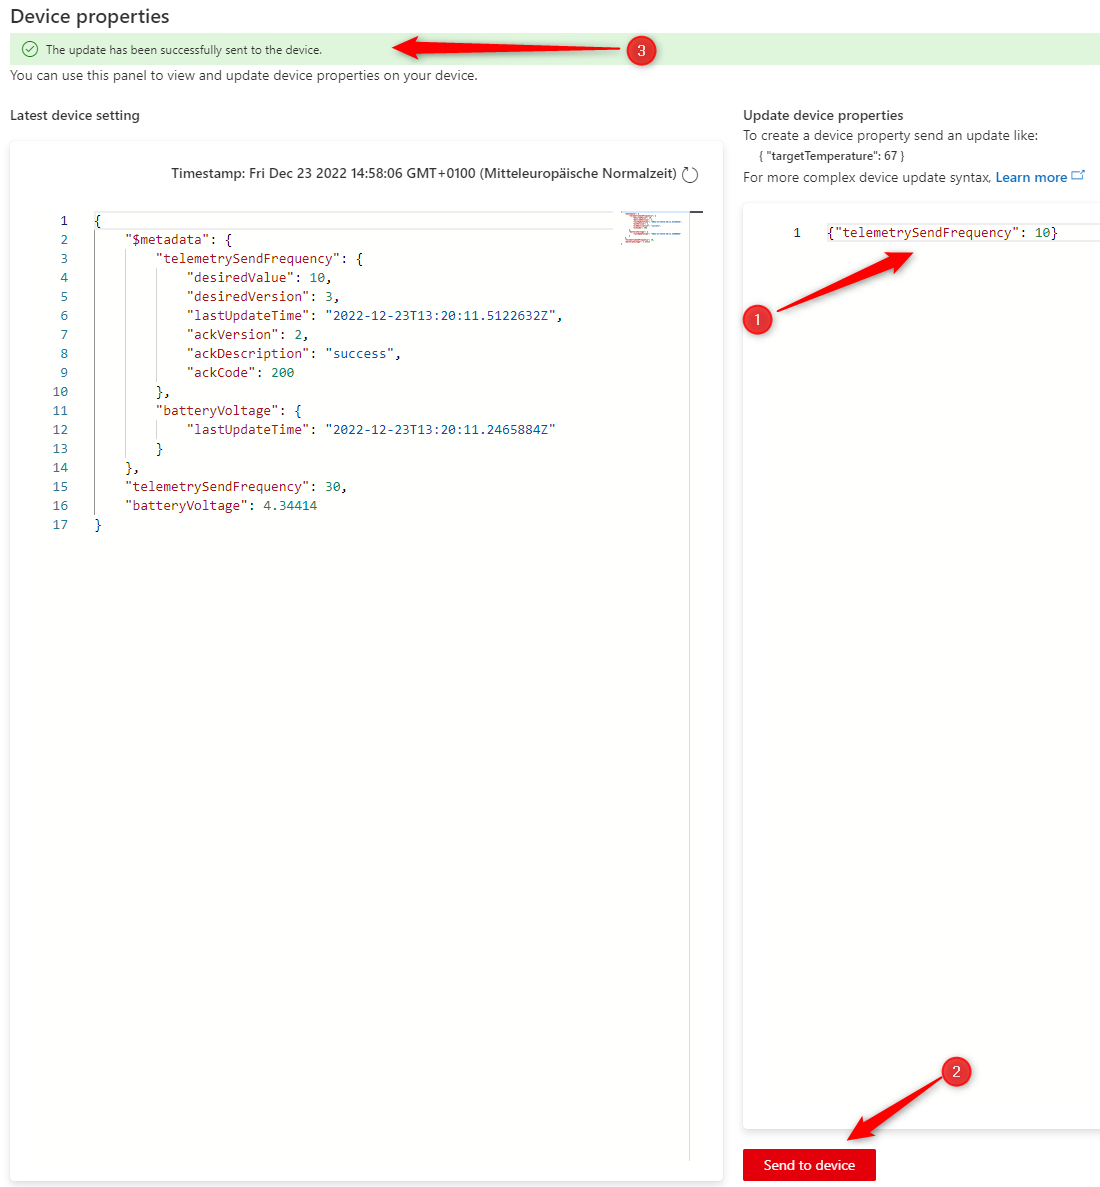 Device properties
The update has been successfully sent to the device.
3
You can use this panel to view and update device properties on your device.
Latest device setting
Timestamp: Fri Dec 23 2022 14:58:06 GMT+0100 (Mitteleuropäische Normalzeit)
1 {
2 "$metadata": {
3 "telemetrySendFrequency": {
4 "desiredValue": 10,
5 "desiredVersion": 3,
6 "lastUpdateTime": "2022-12-23T13:20:11.5122632Z",
7 "ackVersion": 2,
8 "ackDescription": "success",
9 "ackCode": 200
10 },
11 "batteryVoltage": {
12 "lastUpdateTime": "2022-12-23T13:20:11.2465884Z"
13 }
14 },
15 "telemetrySendFrequency": 30,
16 "batteryVoltage": 4.34414
17 }
Update device properties
To create a device property send an update like:
{ "targetTemperature": 67 }
For more complex device update syntax, Learn more
1 {"telemetrySendFrequency": 10}
1
2
Send to device